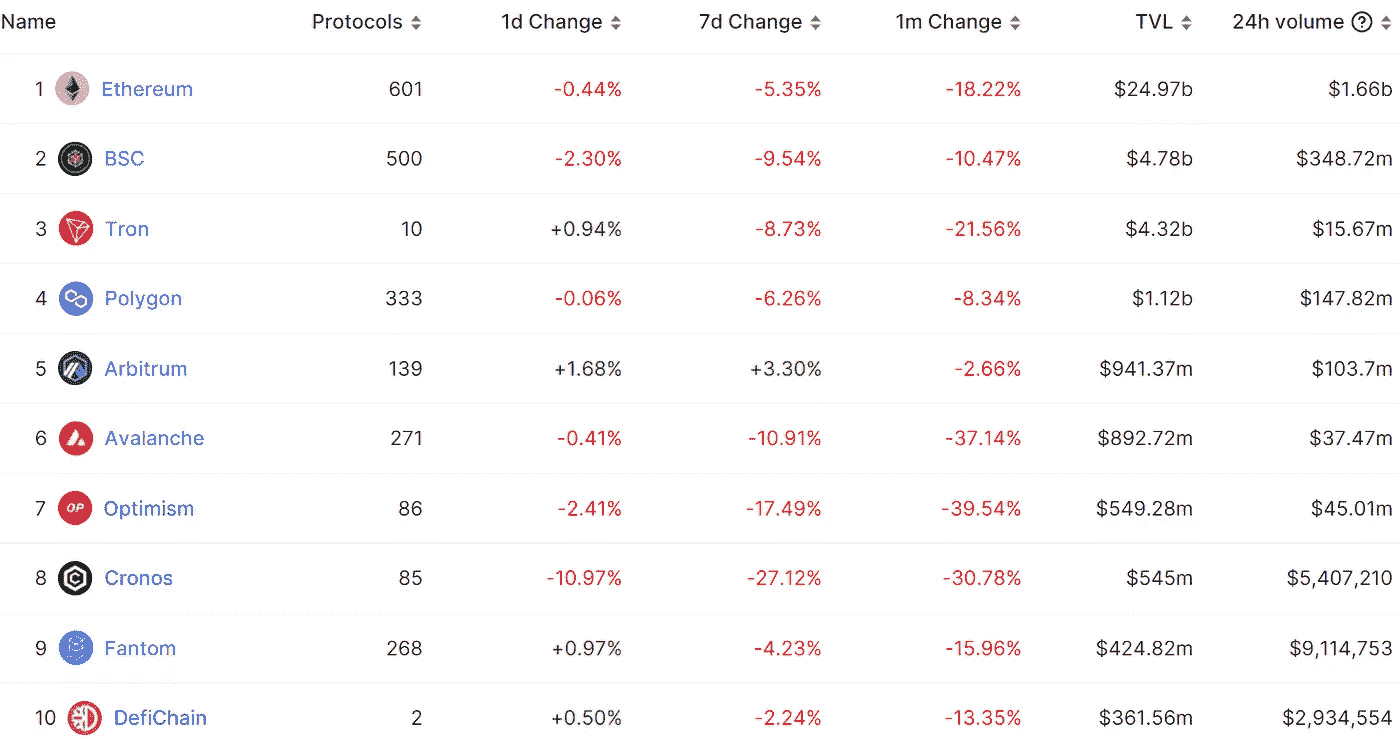 Name Protocols 1d Change 7d Change 1m Change TVL 24h volume ?
1 Ethereum 601 -0.44% -5.35% -18.22% $24.97b $1.66b
2 BSC 500 -2.30% -9.54% -10.47% $4.78b $348.72m
3 Tron 10 +0.94% -8.73% -21.56% $4.32b $15.67m
4 Polygon 333 -0.06% -6.26% -8.34% $1.12b $147.82m
5 Arbitrum 139 +1.68% +3.30% -2.66% $941.37m $103.7m
6 Avalanche 271 -0.41% -10.91% -37.14% $892.72m $37.47m
7 OP Optimism 86 -2.41% -17.49% -39.54% $549.28m $45.01m
8 Cronos 85 -10.97% -27.12% -30.78% $545m $5,407,210
9 Fantom 268 +0.97% -4.23% -15.96% $424.82m $9,114,753
10 DefiChain 2 +0.50% -2.24% -13.35% $361.56m $2,934,554